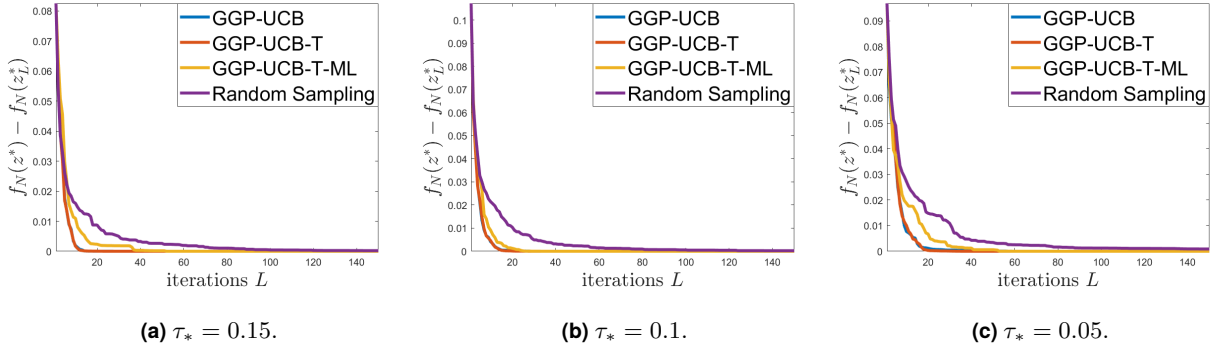 0.08
0.07
0.06
0.05
0.04
0.03
0.02
0.01
0
f_N(z^*) − f_N(z_L^*)
GGP-UCB
GGP-UCB-T
GGP-UCB-T-ML
Random Sampling
20 40 60 80 100 120 140
iterations L
(a) τ_* = 0.15.
0.1
0.09
0.08
0.07
0.06
0.05
0.04
0.03
0.02
0.01
0
f_N(z^*) − f_N(z_L^*)
GGP-UCB
GGP-UCB-T
GGP-UCB-T-ML
Random Sampling
20 40 60 80 100 120 140
iterations L
(b) τ_* = 0.1.
0.09
0.08
0.07
0.06
0.05
0.04
0.03
0.02
0.01
0
f_N(z^*) − f_N(z_L^*)
GGP-UCB
GGP-UCB-T
GGP-UCB-T-ML
Random Sampling
20 40 60 80 100 120 140
iterations L
(c) τ_* = 0.05.